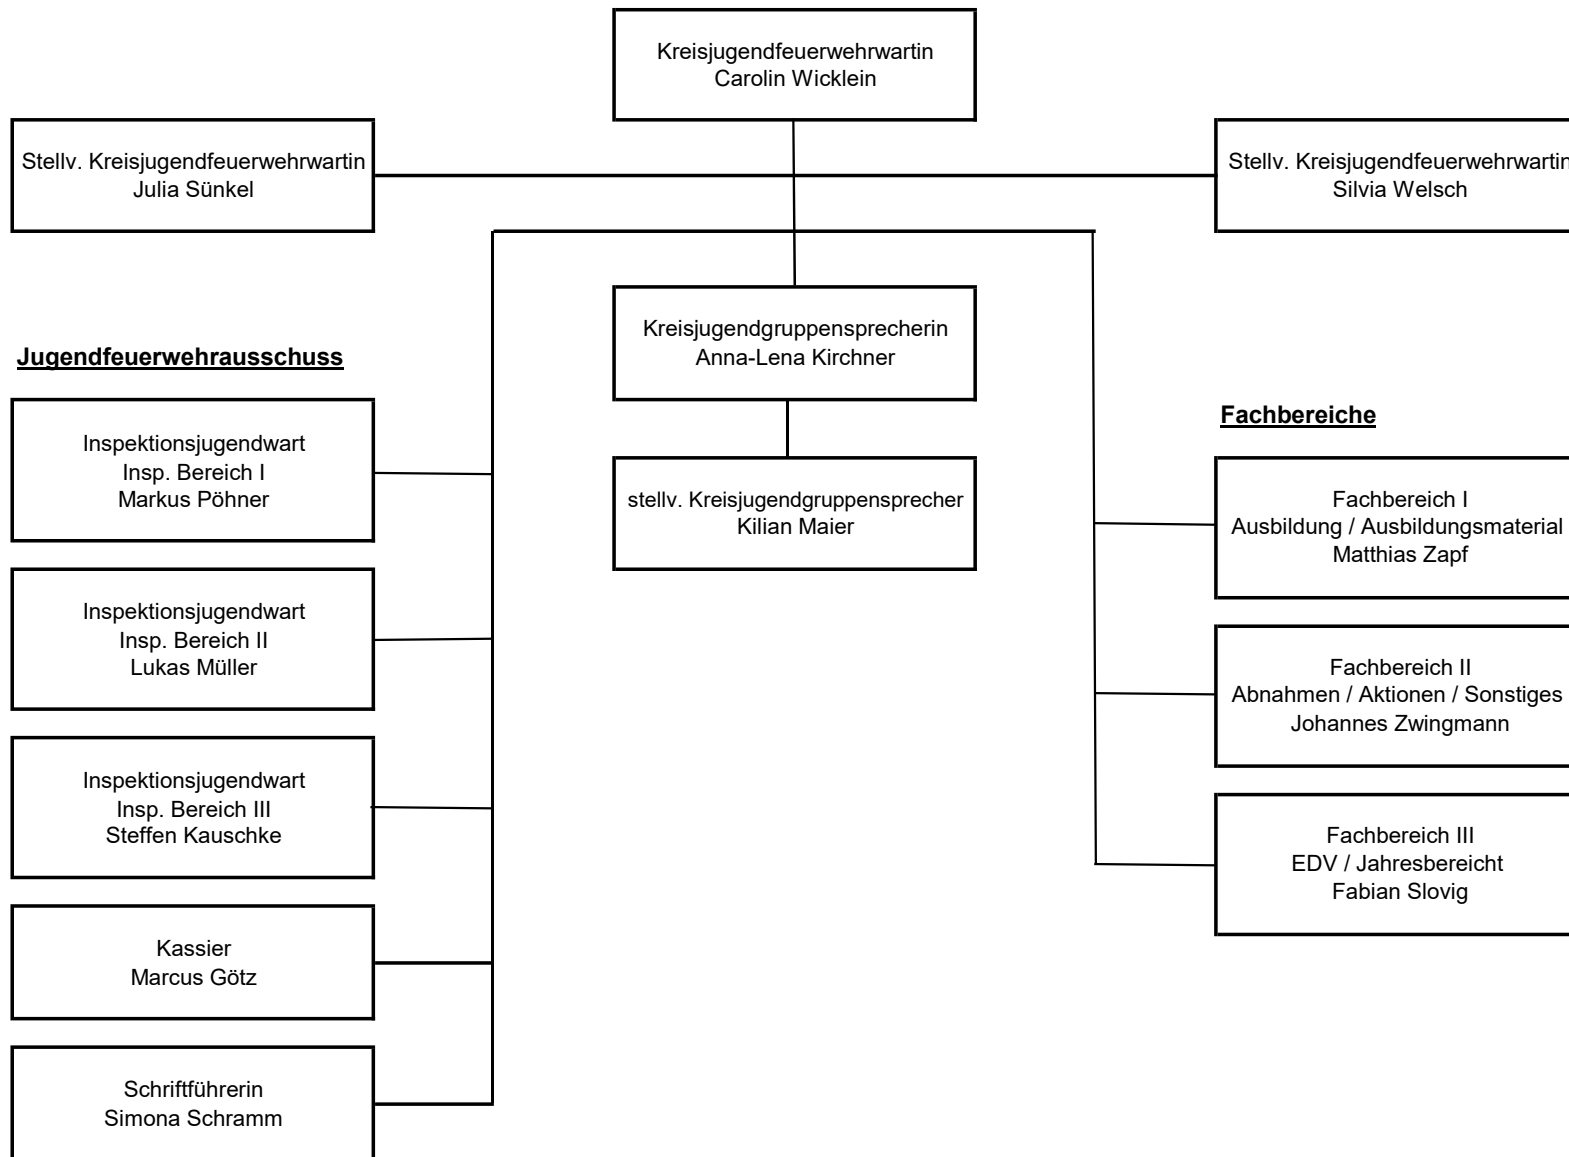 Kreisjugendfeuerwehrwartin
Carolin Wicklein
Stellv. Kreisjugendfeuerwehrwartin
Julia Sünkel
Stellv. Kreisjugendfeuerwehrwartin
Silvia Welsch
Kreisjugendgruppensprecherin
Anna-Lena Kirchner
stellv. Kreisjugendgruppensprecher
Kilian Maier
Jugendfeuerwehrausschuss
Inspektionsjugendwart
Insp. Bereich I
Markus Pöhner
Inspektionsjugendwart
Insp. Bereich II
Lukas Müller
Inspektionsjugendwart
Insp. Bereich III
Steffen Kauschke
Kassier
Marcus Götz
Schriftführerin
Simona Schramm
Fachbereiche
Fachbereich I
Ausbildung / Ausbildungsmaterial
Matthias Zapf
Fachbereich II
Abnahmen / Aktionen / Sonstiges
Johannes Zwingmann
Fachbereich III
EDV / Jahresbereicht
Fabian Slovig